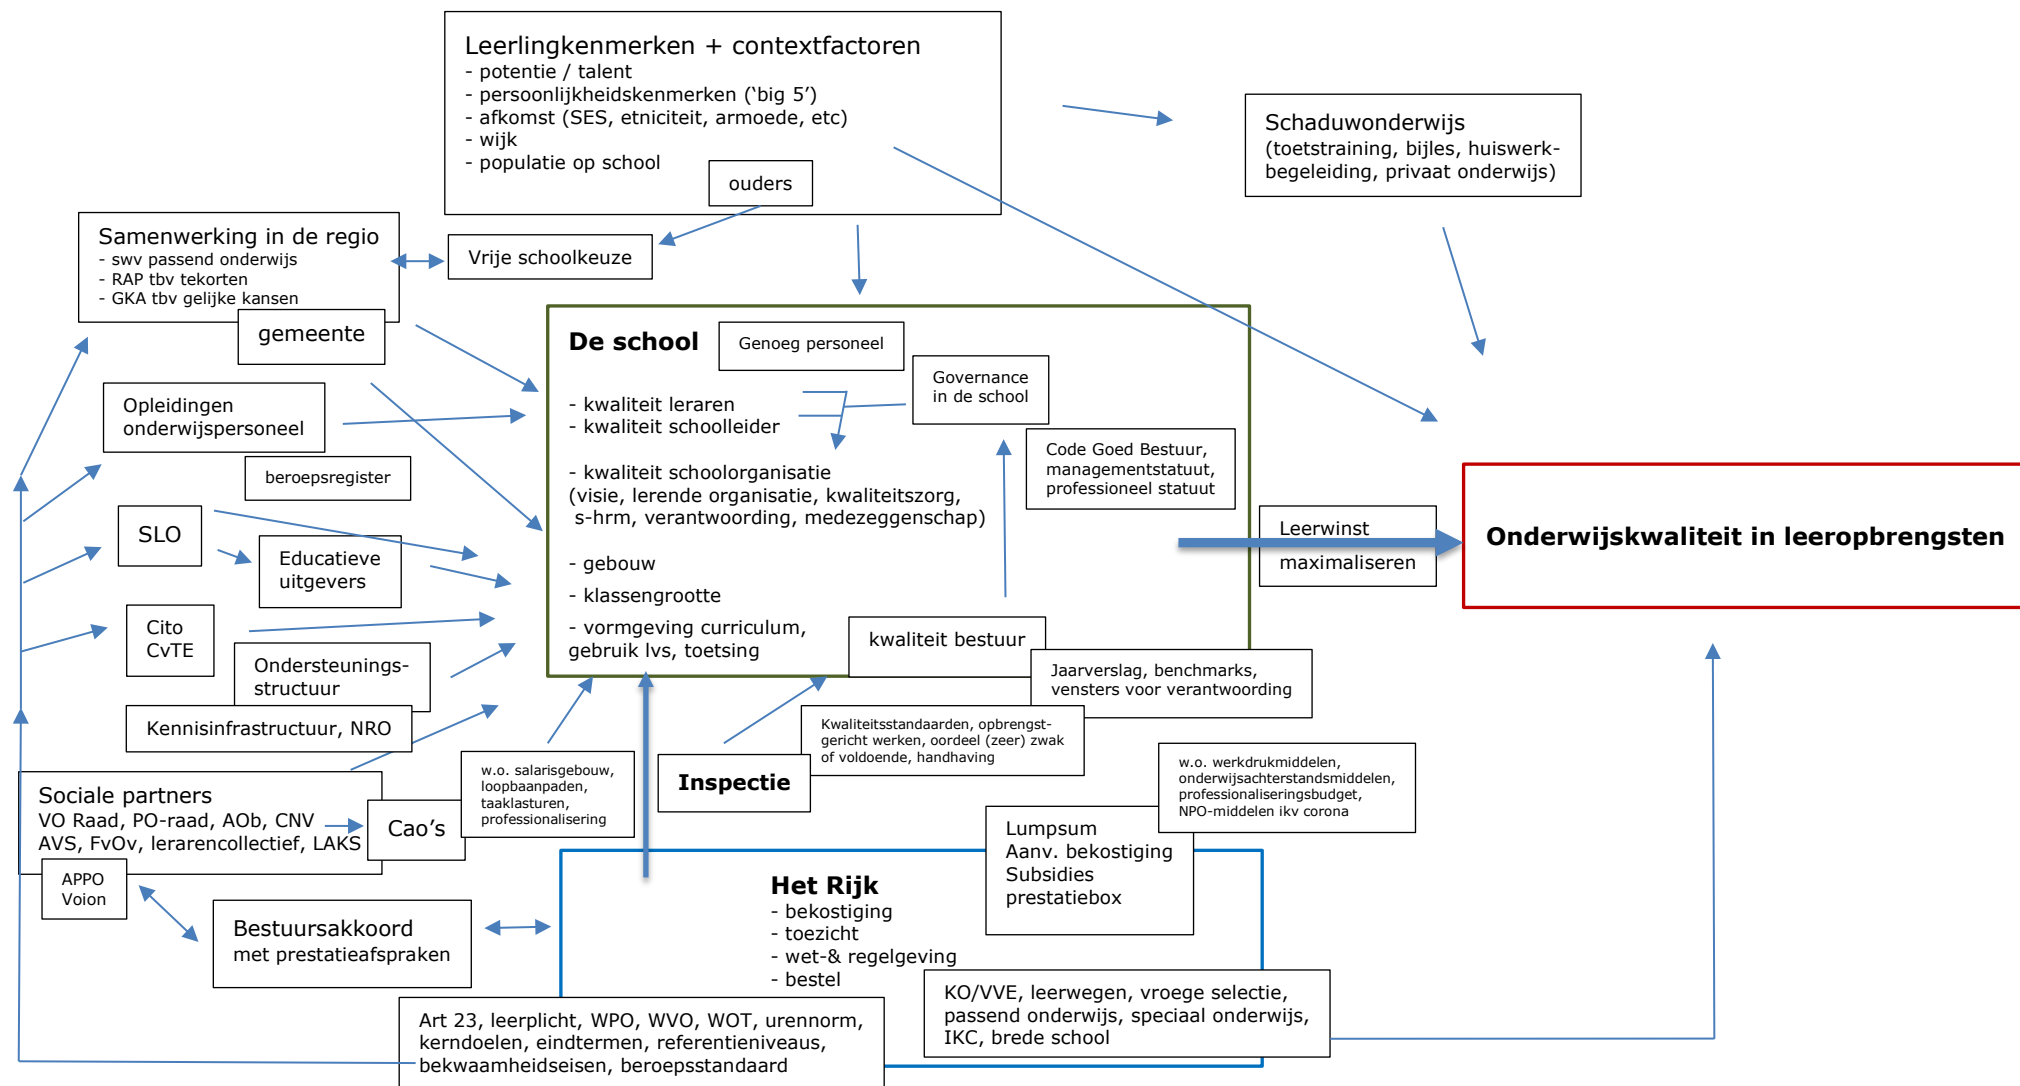 Leerlingkenmerken + contextfactoren
- potentie / talent
- persoonlijkheidskenmerken (‘big 5’)
- afkomst (SES, etniciteit, armoede, etc)
- wijk
- populatie op school
ouders
Schaduwonderwijs
(toetstraining, bijles, huiswerk-
begeleiding, privaat onderwijs)
Samenwerking in de regio
- swv passend onderwijs
- RAP tbv tekorten
- GKA tbv gelijke kansen
gemeente
Vrije schoolkeuze
De school
Genoeg personeel
Governance
in de school
- kwaliteit leraren
- kwaliteit schoolleider
- kwaliteit schoolorganisatie
(visie, lerende organisatie, kwaliteitszorg,
s-hrm, verantwoording, medezeggenschap)
- gebouw
- klassengrootte
- vormgeving curriculum,
gebruik lvs, toetsing
Code Goed Bestuur,
managementstatuut,
professioneel statuut
kwaliteit bestuur
Jaarverslag, benchmarks,
vensters voor verantwoording
Leerwinst
maximaliseren
Onderwijskwaliteit in leeropbrengsten
Opleidingen
onderwijspersoneel
beroepsregister
SLO
Educatieve
uitgevers
Cito
CvTE
Ondersteunings-
structuur
Kennisinfrastructuur, NRO
Sociale partners
VO Raad, PO-raad, AOb, CNV
AVS, FvOv, lerarencollectief, LAKS
APPO
Voion
Cao’s
w.o. salarisgebouw,
loopbaanpaden,
taaklasturen,
professionalisering
Inspectie
Kwaliteitsstandaarden, opbrengst-
gericht werken, oordeel (zeer) zwak
of voldoende, handhaving
w.o. werkdrukmiddelen,
onderwijsachterstandsmiddelen,
professionaliseringsbudget,
NPO-middelen ikv corona
Lumpsum
Aanv. bekostiging
Subsidies
prestatiebox
Bestuursakkoord
met prestatieafspraken
Het Rijk
- bekostiging
- toezicht
- wet-& regelgeving
- bestel
KO/VVE, leerwegen, vroege selectie,
passend onderwijs, speciaal onderwijs,
IKC, brede school
Art 23, leerplicht, WPO, WVO, WOT, urennorm,
kerndoelen, eindtermen, referentieniveaus,
bekwaamheidseisen, beroepsstandaard